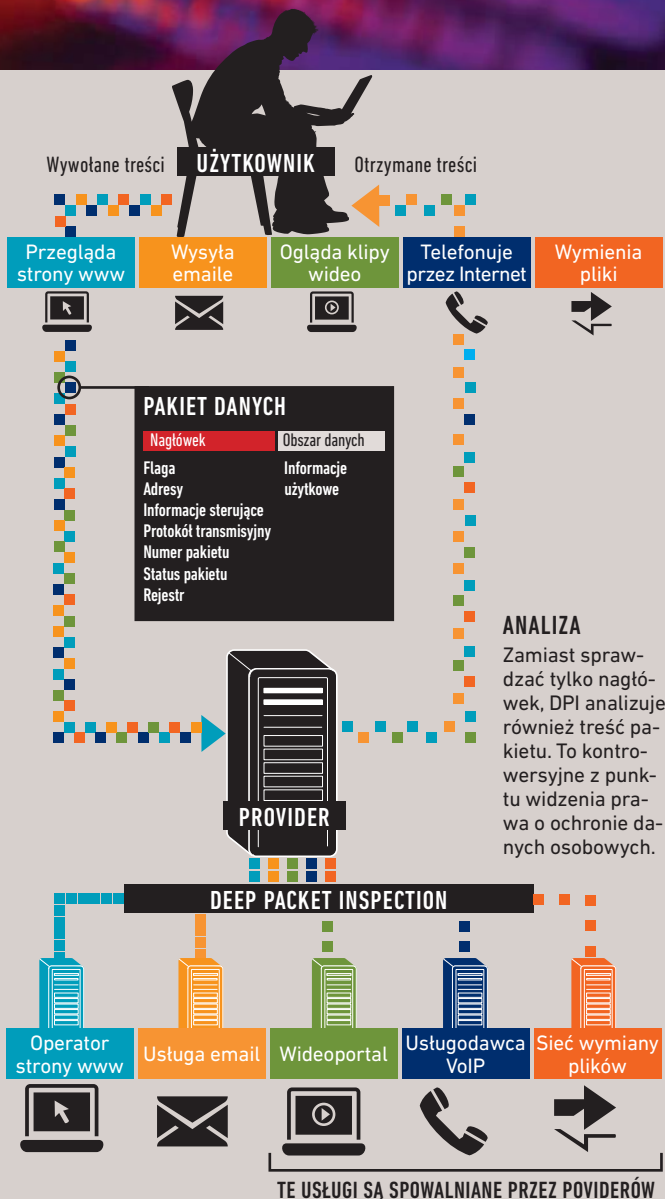 Wywołane treści
UŻYTKOWNIK
Otrzymane treści
Przegląda
strony www
Wysyła
emaile
Ogląda klipy
wideo
Telefonuje
przez Internet
Wymienia
pliki
PAKIET DANYCH
Nagłówek
Obszar danych
Flaga
Adresy
Informacje sterujące
Protokół transmisyjny
Numer pakietu
Status pakietu
Rejestr
Informacje
użytkowe
ANALIZA
Zamiast spraw-
dzać tylko nagłó-
wek, DPI analizuje
również treść pa-
kietu. To kontro-
wersyjne z punk-
tu widzenia pra-
wa o ochronie da-
nych osobowych.
PROVIDER
DEEP PACKET INSPECTION
Operator
strony www
Usługa email
Wideoportal
Usługodawca
VoIP
Sieć wymiany
plików
TE USŁUGI SĄ SPOWALNIANE PRZEZ POVIDERÓW